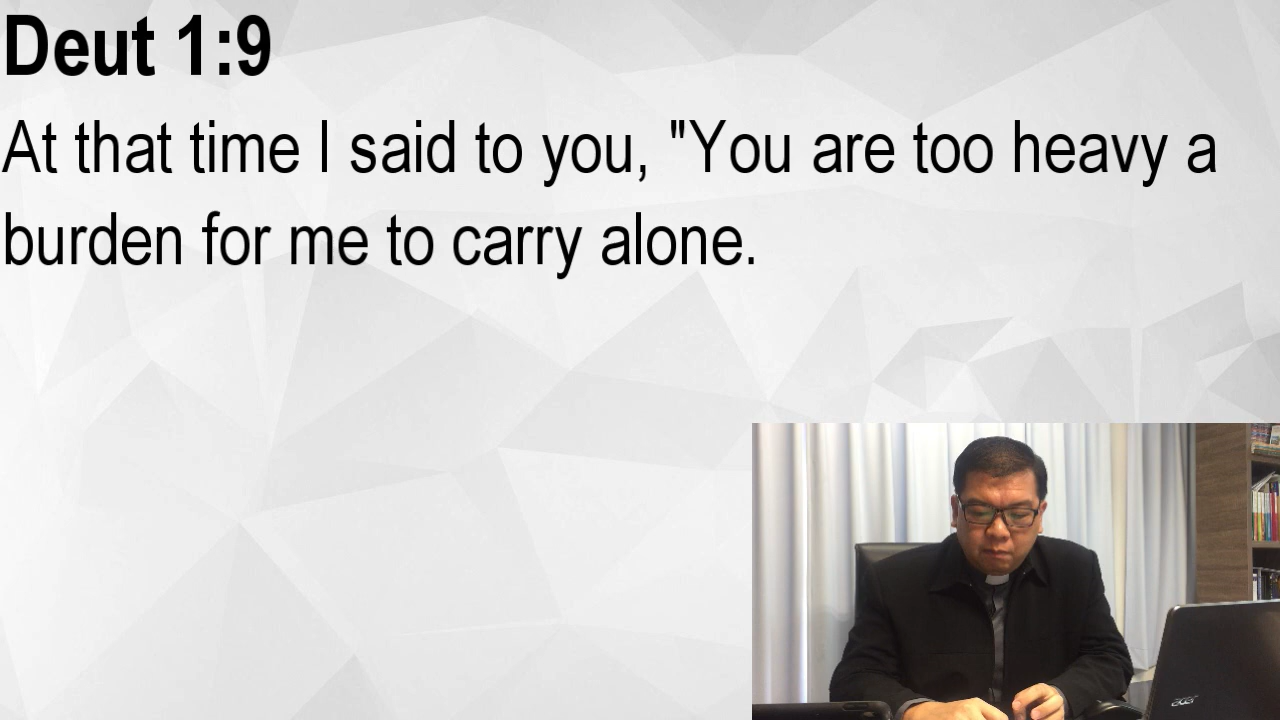 Deut 1:9
At that time I said to you, "You are too heavy a
burden for me to carry alone.
acer